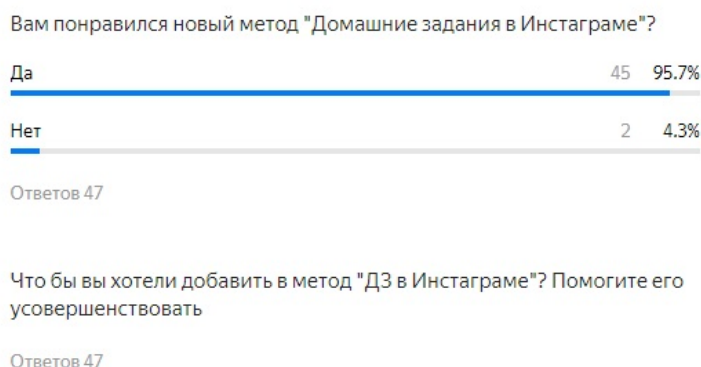 Вам понравился новый метод "Домашние задания в Инстаграме"?
Да 45 95.7%
Нет 2 4.3%
Ответов 47
Что бы вы хотели добавить в метод "ДЗ в Инстаграме"? Помогите его
усовершенствовать
Ответов 47